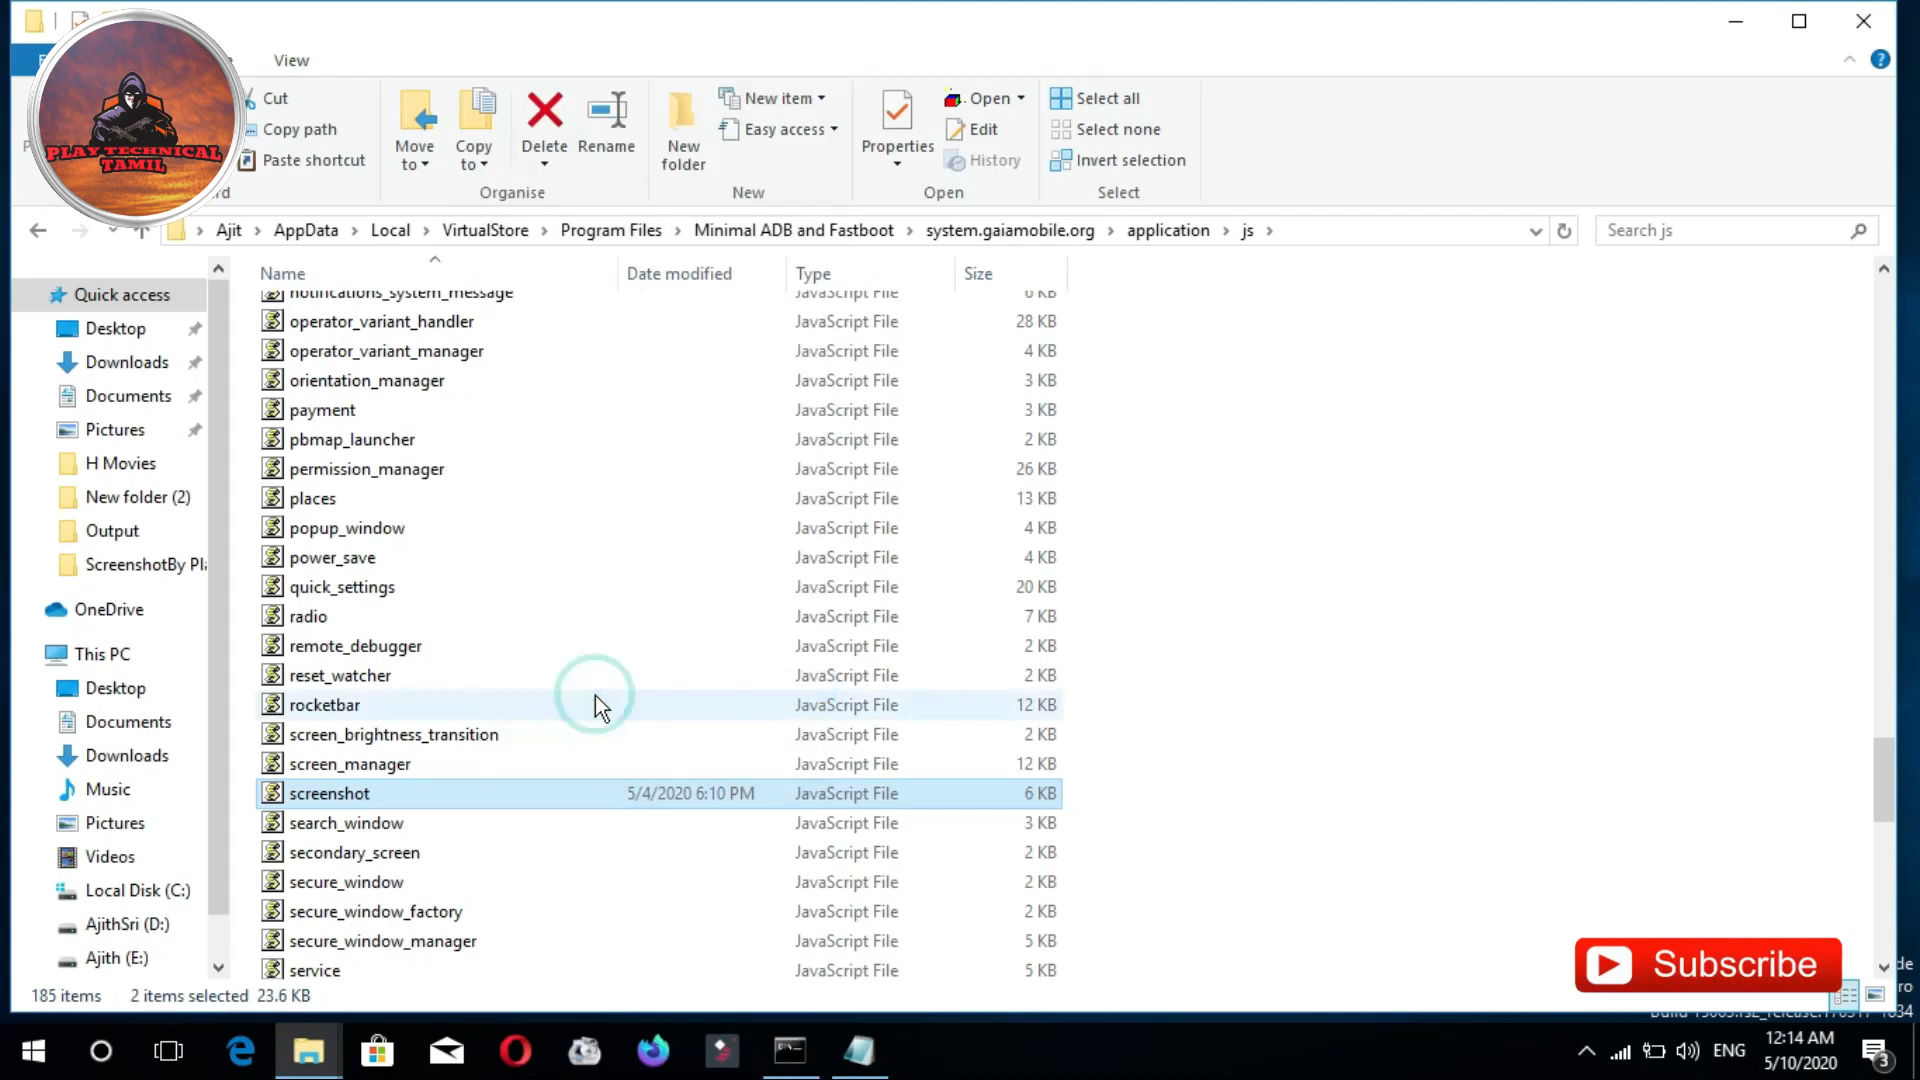 View
Cut
Copy path
Paste shortcut
Move to
Copy to
Delete
Rename
Organise
New folder
New item
Easy access
New
Properties
Open
Edit
History
Open
Select all
Select none
Invert selection
Select
PLAY TECHNICAL
TAMIL
Ajit > AppData > Local > VirtualStore > Program Files > Minimal ADB and Fastboot > system.gaiamobile.org > application > js >
Search js
Name Date modified Type Size
Quick access
Desktop
Downloads
Documents
Pictures
H Movies
New folder (2)
Output
ScreenshotBy Pl
OneDrive
This PC
Desktop
Documents
Downloads
Music
Pictures
Videos
Local Disk (C:)
AjithSri (D:)
Ajith (E:)
notifications_system_message JavaScript File 6 KB
operator_variant_handler JavaScript File 28 KB
operator_variant_manager JavaScript File 4 KB
orientation_manager JavaScript File 3 KB
payment JavaScript File 3 KB
pbmap_launcher JavaScript File 2 KB
permission_manager JavaScript File 26 KB
places JavaScript File 13 KB
popup_window JavaScript File 4 KB
power_save JavaScript File 4 KB
quick_settings JavaScript File 20 KB
radio JavaScript File 7 KB
remote_debugger JavaScript File 2 KB
reset_watcher JavaScript File 2 KB
rocketbar JavaScript File 12 KB
screen_brightness_transition JavaScript File 2 KB
screen_manager JavaScript File 12 KB
screenshot 5/4/2020 6:10 PM JavaScript File 6 KB
search_window JavaScript File 3 KB
secondary_screen JavaScript File 2 KB
secure_window JavaScript File 2 KB
secure_window_factory JavaScript File 2 KB
secure_window_manager JavaScript File 5 KB
service JavaScript File 5 KB
Subscribe
185 items 2 items selected 23.6 KB
ENG
12:14 AM
5/10/2020
3